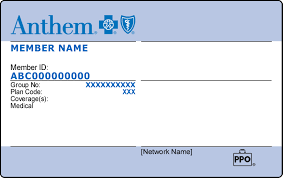 Anthem®
MEMBER NAME
Member ID:
ABC000000000
Group No: XXXXXXXXXX
Plan Code: XXX
Coverage(s):
Medical
[Network Name]
PPO®